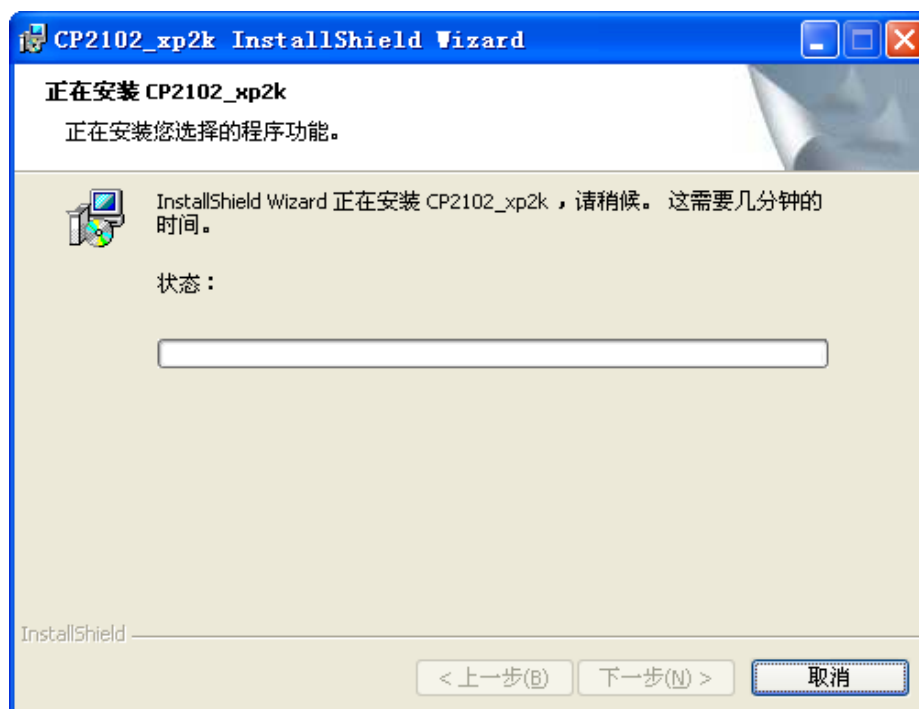 CP2102_xp2k InstallShield Wizard
正在安装 CP2102_xp2k
正在安装您选择的程序功能。
InstallShield Wizard 正在安装 CP2102_xp2k ，请稍候。 这需要几分钟的
时间。
状态：
InstallShield
< 上一步(B) 下一步(N) > 取消